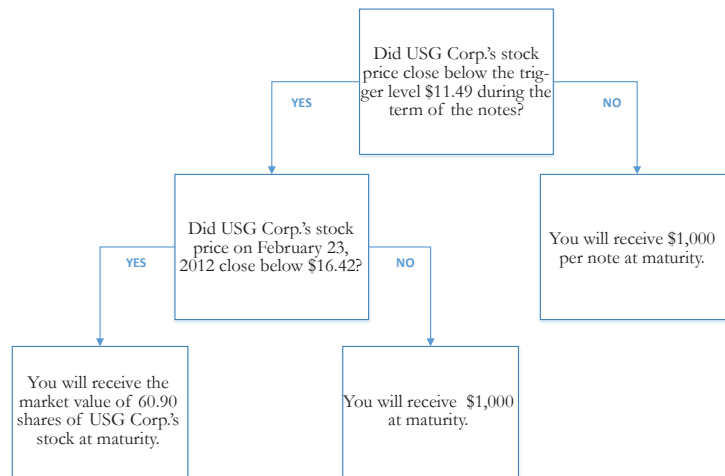 Did USG Corp.'s stock
price close below the trig-
ger level $11.49 during the
term of the notes?
YES
NO
Did USG Corp.'s stock
price on February 23,
2012 close below $16.42?
You will receive $1,000
per note at maturity.
YES
NO
You will receive the
market value of 60.90
shares of USG Corp.'s
stock at maturity.
You will receive $1,000
at maturity.